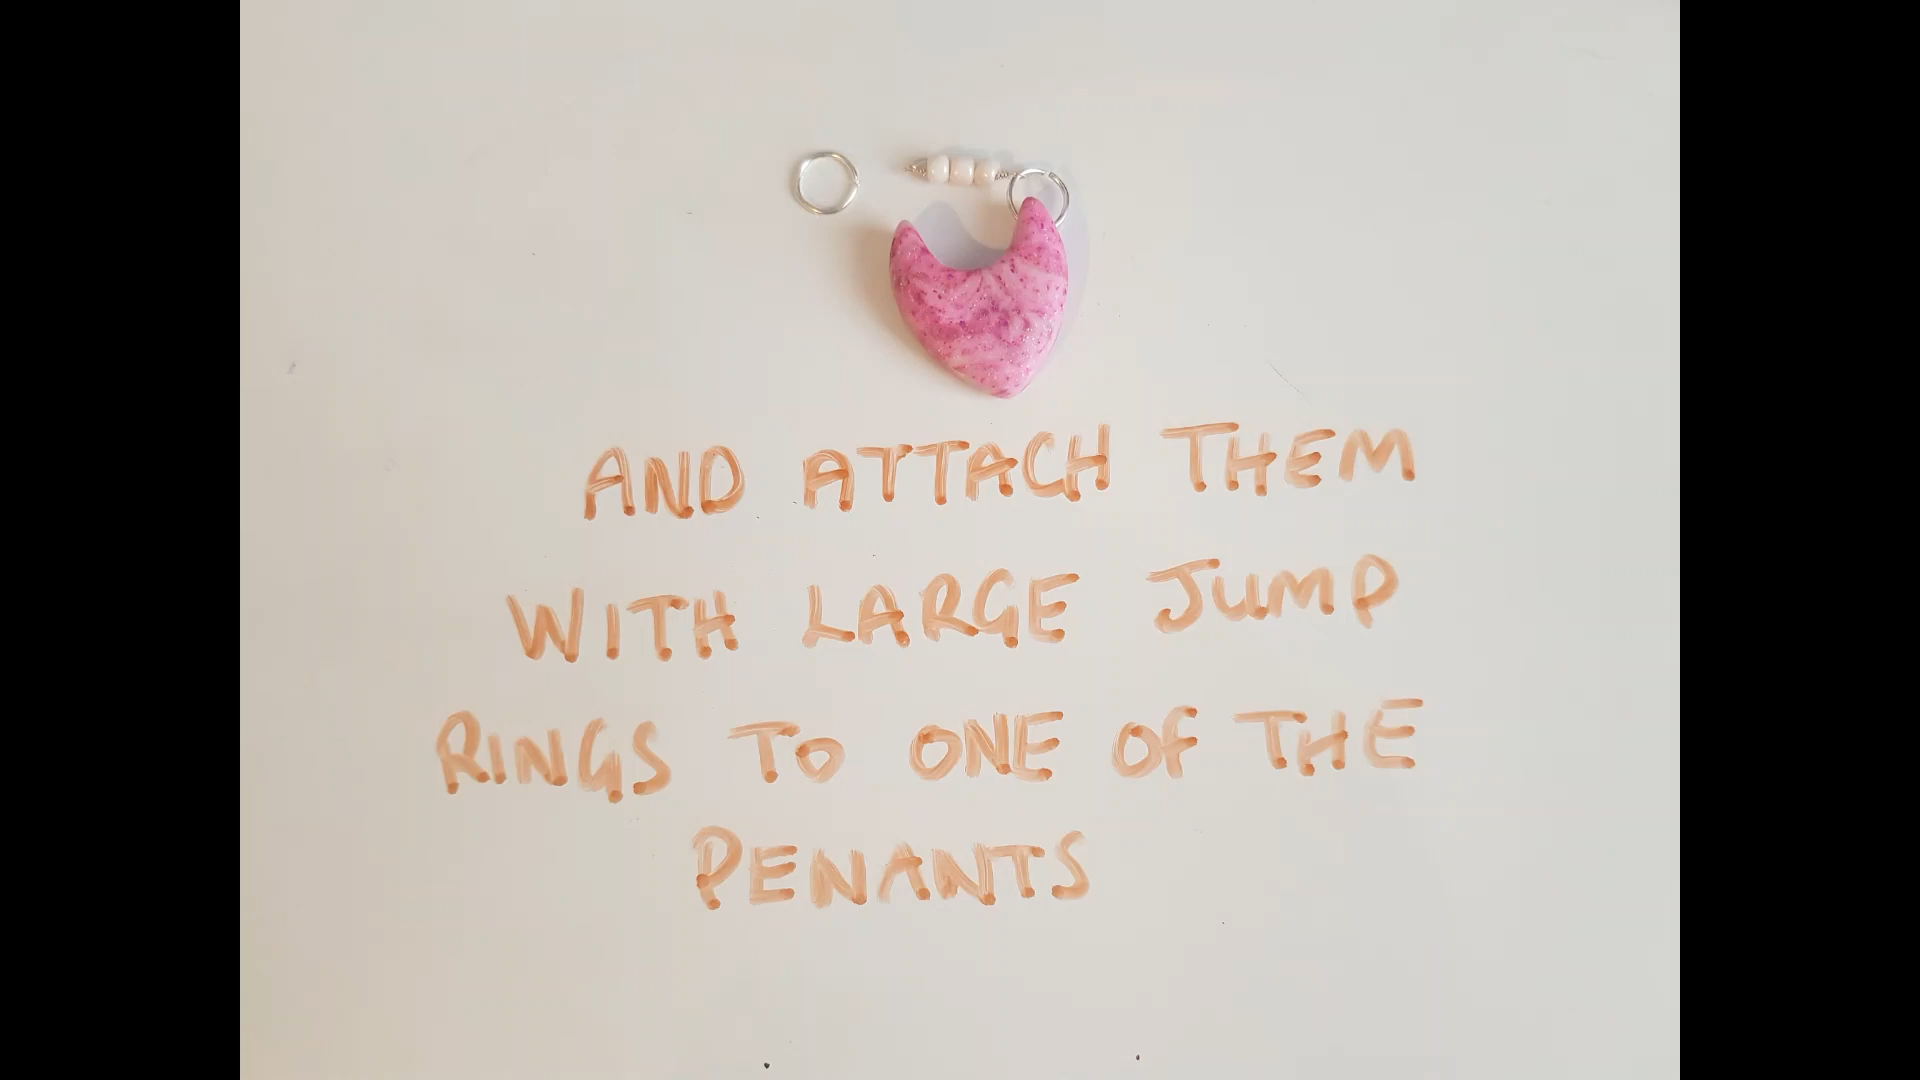 AND ATTACH THEM
WITH LARGE JUMP
RINGS TO ONE OF THE
PENANTS